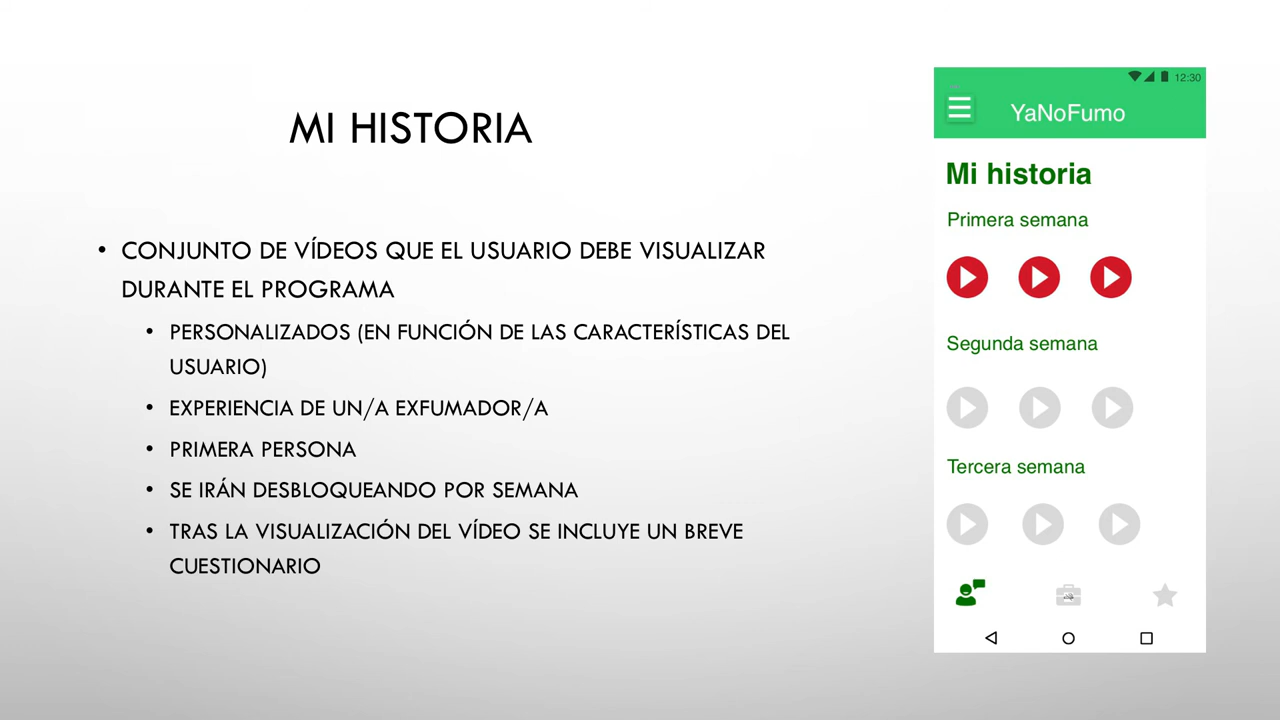 MI HISTORIA
• CONJUNTO DE VÍDEOS QUE EL USUARIO DEBE VISUALIZAR
DURANTE EL PROGRAMA
• PERSONALIZADOS (EN FUNCIÓN DE LAS CARACTERÍSTICAS DEL
USUARIO)
• EXPERIENCIA DE UN/A EXFUMADOR/A
• PRIMERA PERSONA
• SE IRÁN DESBLOQUEANDO POR SEMANA
• TRAS LA VISUALIZACIÓN DEL VÍDEO SE INCLUYE UN BREVE
CUESTIONARIO
12:30
YaNoFumo
Mi historia
Primera semana
Segunda semana
Tercera semana